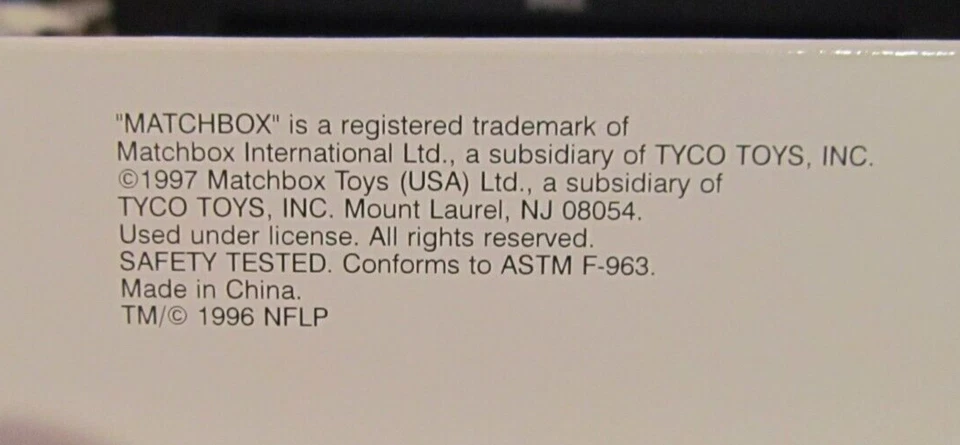 "MATCHBOX" is a registered trademark of
Matchbox International Ltd., a subsidiary of TYCO TOYS, INC.
©1997 Matchbox Toys (USA) Ltd., a subsidiary of
TYCO TOYS, INC. Mount Laurel, NJ 08054.
Used under license. All rights reserved.
SAFETY TESTED. Conforms to ASTM F-963.
Made in China.
TM/© 1996 NFLP